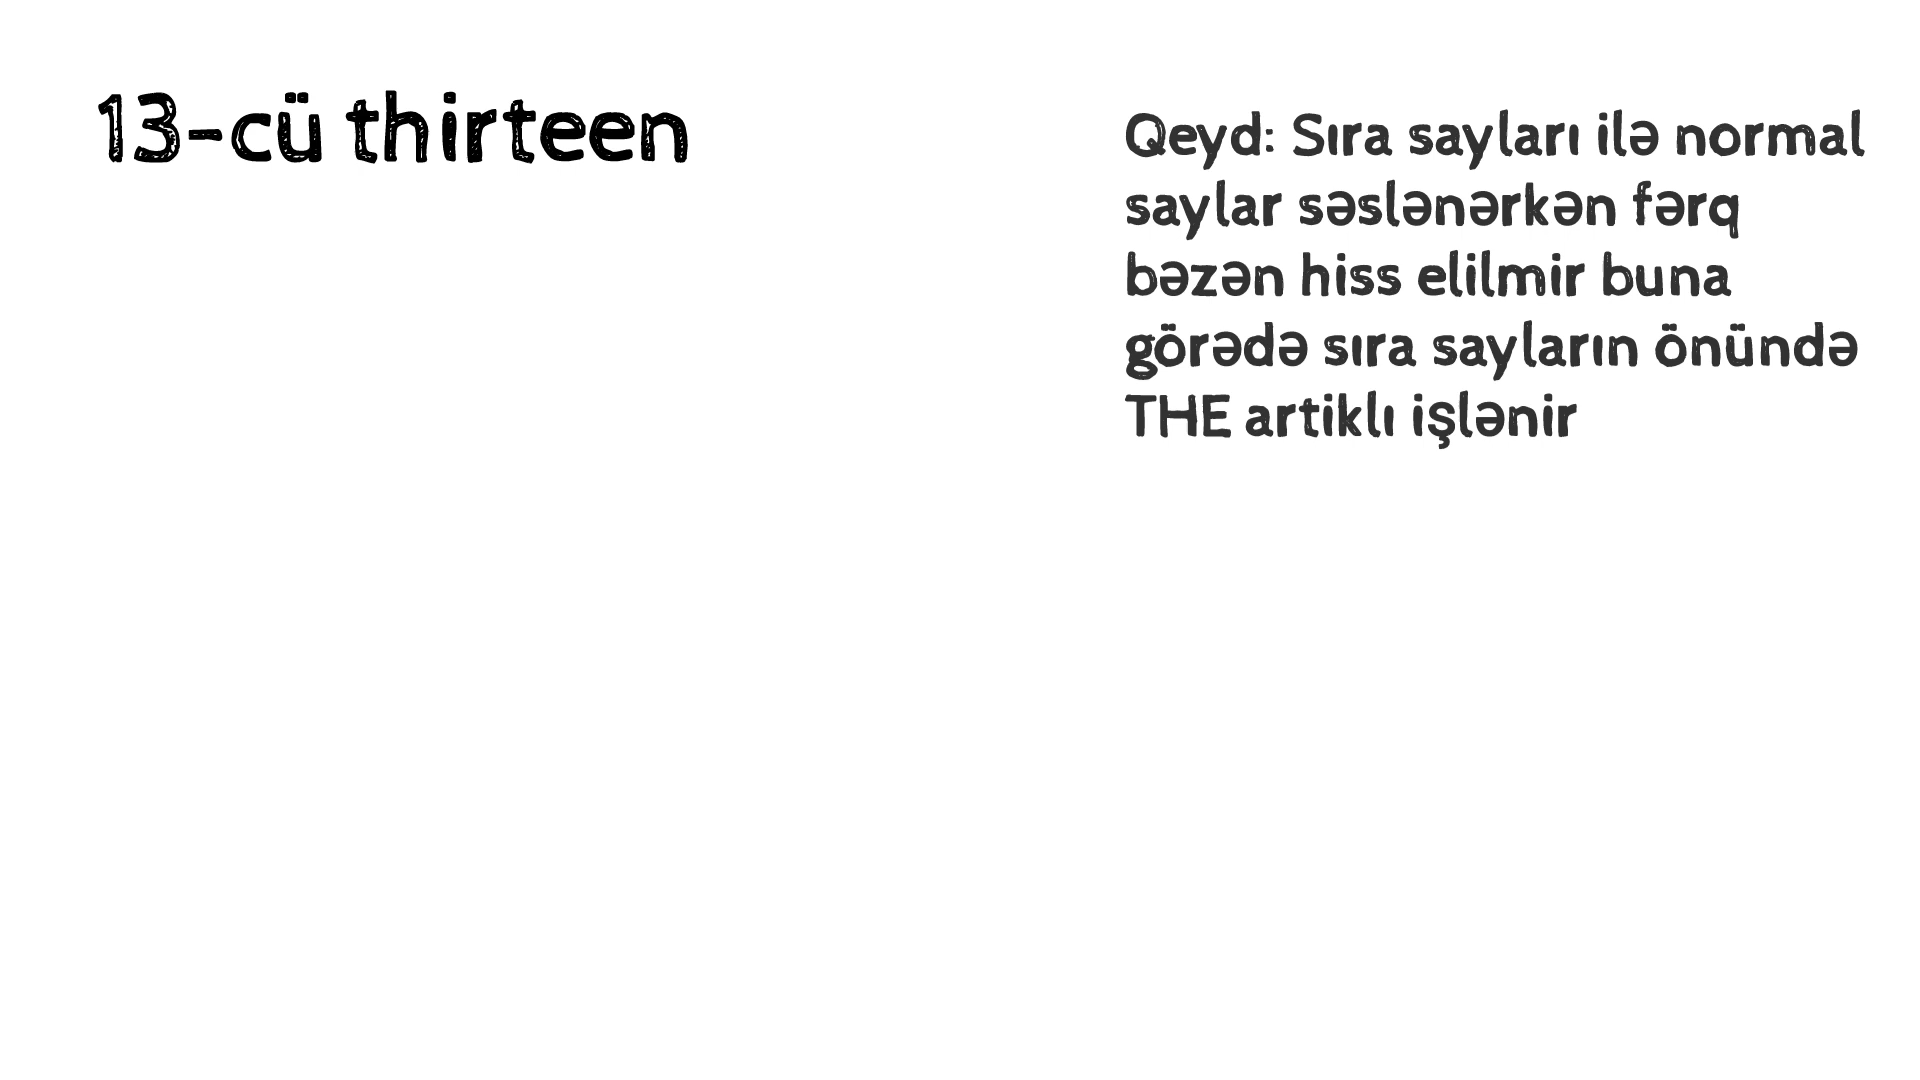 13-cü thirteen
Qeyd: Sıra sayları ilə normal
saylar səslənərkən fərq
bəzən hiss elilmir buna
görədə sıra sayların önündə
THE artiklı işlənir